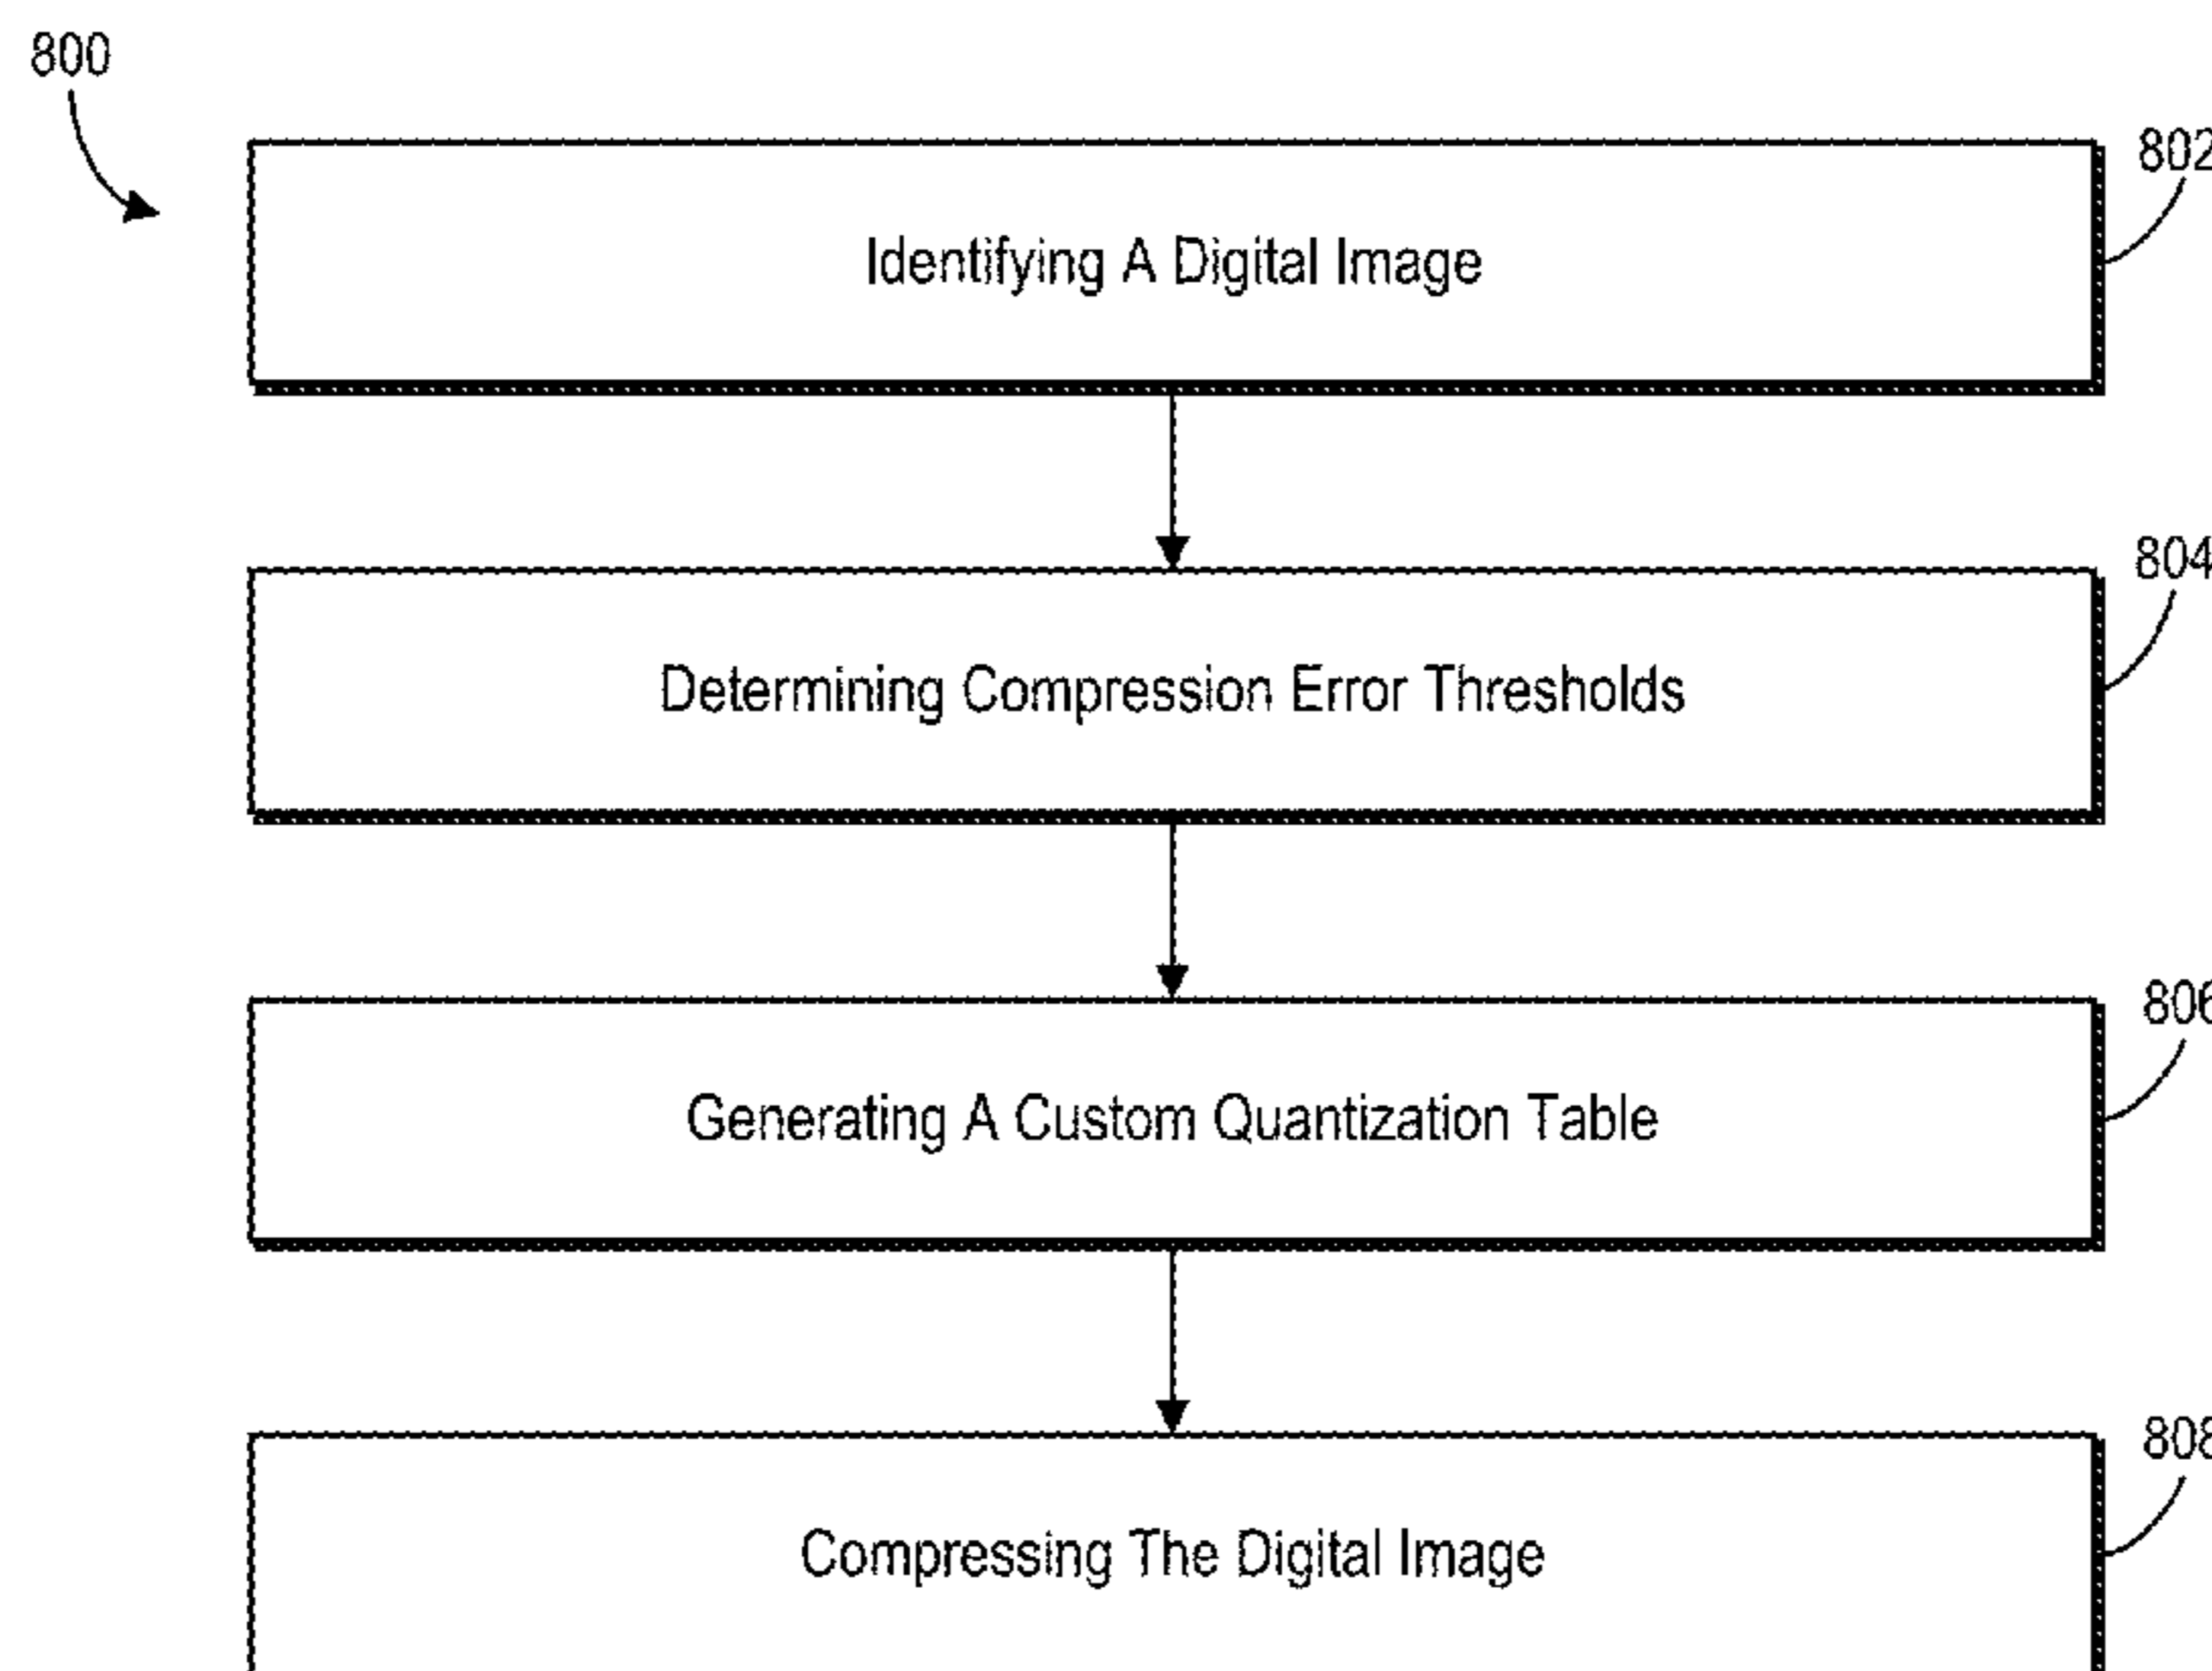 800
802
Identifying A Digital Image
804
Determining Compression Error Thresholds
806
Generating A Custom Quantization Table
808
Compressing The Digital Image